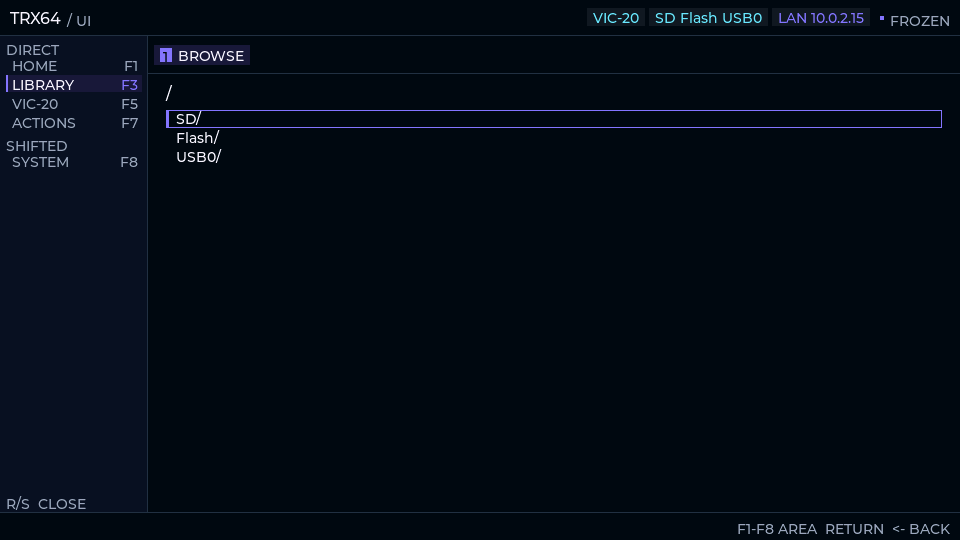 TRX64 / UI
VIC-20 SD Flash USB0 LAN 10.0.2.15 FROZEN
DIRECT
HOME F1
LIBRARY F3
VIC-20 F5
ACTIONS F7
SHIFTED
SYSTEM F8
R/S CLOSE
1 BROWSE
/
SD/
Flash/
USB0/
F1-F8 AREA RETURN <- BACK